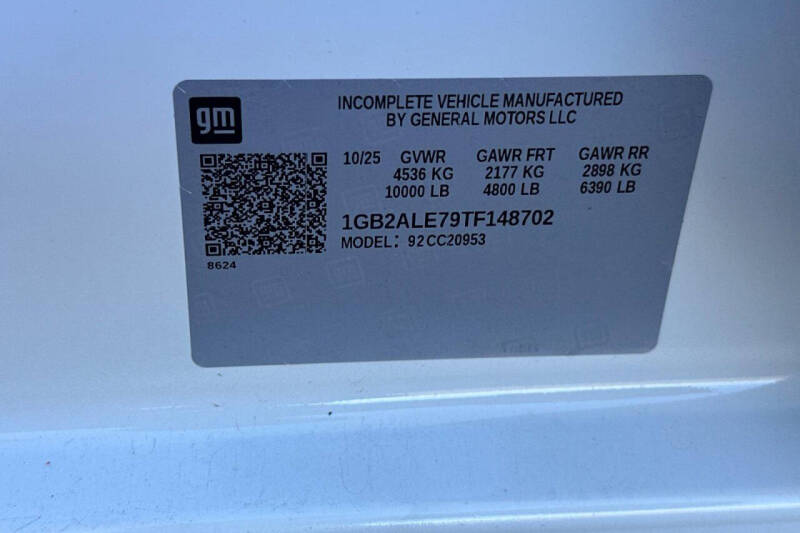 gm
INCOMPLETE VEHICLE MANUFACTURED
BY GENERAL MOTORS LLC
10/25 GVWR GAWR FRT GAWR RR
4536 KG 2177 KG 2898 KG
10000 LB 4800 LB 6390 LB
1GB2ALE79TF148702
MODEL: 92CC20953
8624